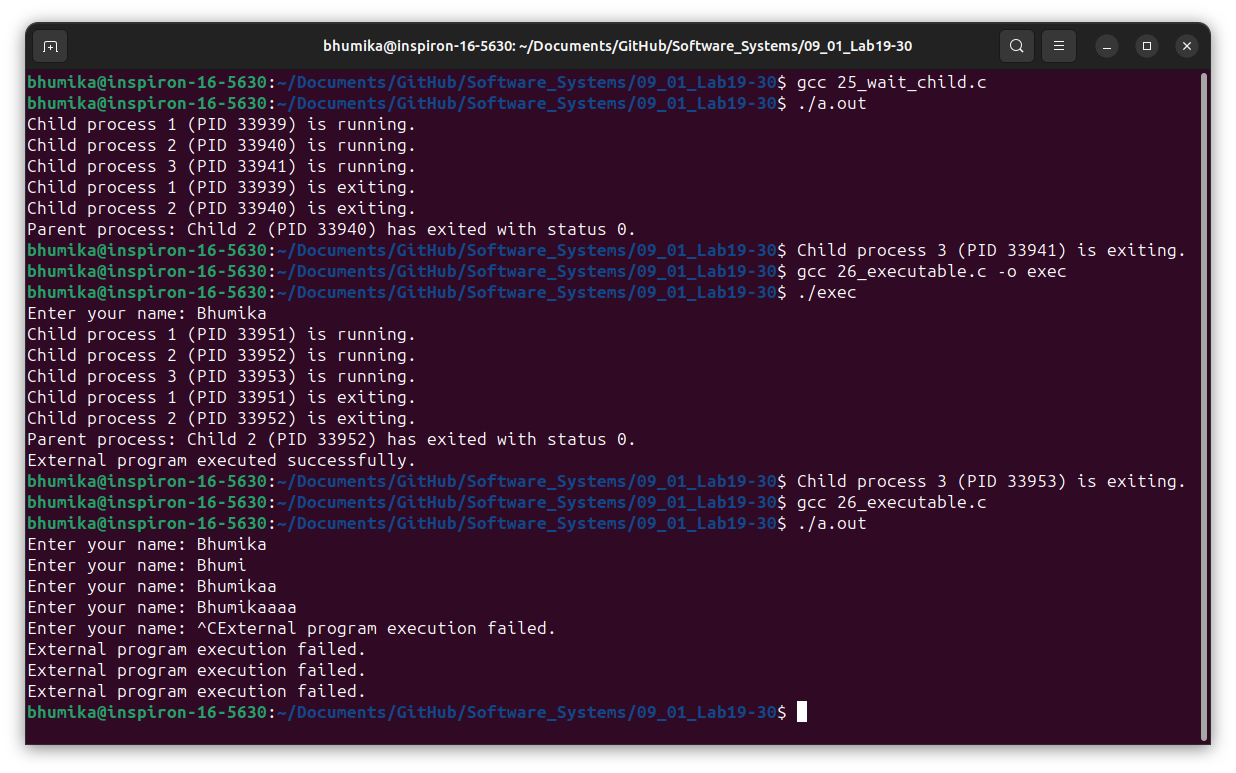 bhumika@inspiron-16-5630: ~/Documents/GitHub/Software_Systems/09_01_Lab19-30
bhumika@inspiron-16-5630:~/Documents/GitHub/Software_Systems/09_01_Lab19-30$ gcc 25_wait_child.c
bhumika@inspiron-16-5630:~/Documents/GitHub/Software_Systems/09_01_Lab19-30$ ./a.out
Child process 1 (PID 33939) is running.
Child process 2 (PID 33940) is running.
Child process 3 (PID 33941) is running.
Child process 1 (PID 33939) is exiting.
Child process 2 (PID 33940) is exiting.
Parent process: Child 2 (PID 33940) has exited with status 0.
bhumika@inspiron-16-5630:~/Documents/GitHub/Software_Systems/09_01_Lab19-30$ Child process 3 (PID 33941) is exiting.
bhumika@inspiron-16-5630:~/Documents/GitHub/Software_Systems/09_01_Lab19-30$ gcc 26_executable.c -o exec
bhumika@inspiron-16-5630:~/Documents/GitHub/Software_Systems/09_01_Lab19-30$ ./exec
Enter your name: Bhumika
Child process 1 (PID 33951) is running.
Child process 2 (PID 33952) is running.
Child process 3 (PID 33953) is running.
Child process 1 (PID 33951) is exiting.
Child process 2 (PID 33952) is exiting.
Parent process: Child 2 (PID 33952) has exited with status 0.
External program executed successfully.
bhumika@inspiron-16-5630:~/Documents/GitHub/Software_Systems/09_01_Lab19-30$ Child process 3 (PID 33953) is exiting.
bhumika@inspiron-16-5630:~/Documents/GitHub/Software_Systems/09_01_Lab19-30$ gcc 26_executable.c
bhumika@inspiron-16-5630:~/Documents/GitHub/Software_Systems/09_01_Lab19-30$ ./a.out
Enter your name: Bhumika
Enter your name: Bhumi
Enter your name: Bhumikaa
Enter your name: Bhumikaaaa
Enter your name: ^CExternal program execution failed.
External program execution failed.
External program execution failed.
External program execution failed.
bhumika@inspiron-16-5630:~/Documents/GitHub/Software_Systems/09_01_Lab19-30$